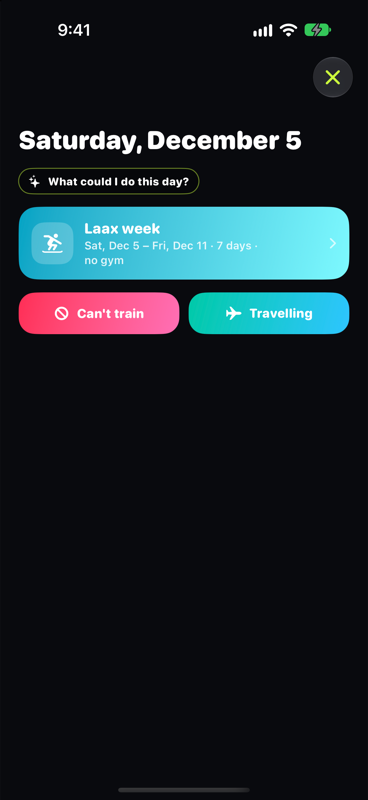 9:41
Saturday, December 5
What could I do this day?
Laax week
Sat, Dec 5 – Fri, Dec 11 · 7 days ·
no gym
Can't train
Travelling